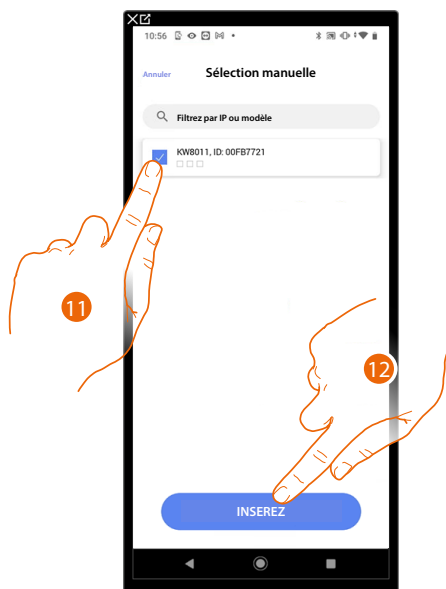 10:56
Annuler
Sélection manuelle
Filtrez par IP ou modèle
KW8011, ID: 00FB7721
11
12
INSEREZ